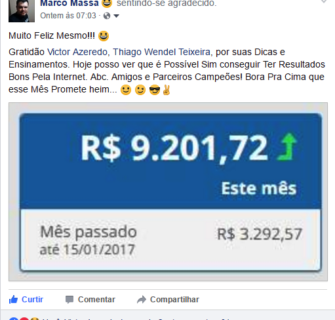 Marco Massa sentindo-se agradecido.
Ontem às 07:03
Muito Feliz Mesmo!!!
Gratidão Victor Azeredo, Thiago Wendel Teixeira, por suas Dicas e
Ensinamentos. Hoje posso ver que é Possível Sim conseguir Ter Resultados
Bons Pela Internet. Abc. Amigos e Parceiros Campeões! Bora Pra Cima que
esse Mês Promete heim...
R$ 9.201,72
Este mês
Mês passado
até 15/01/2017
R$ 3.292,57
Curtir Comentar Compartilhar